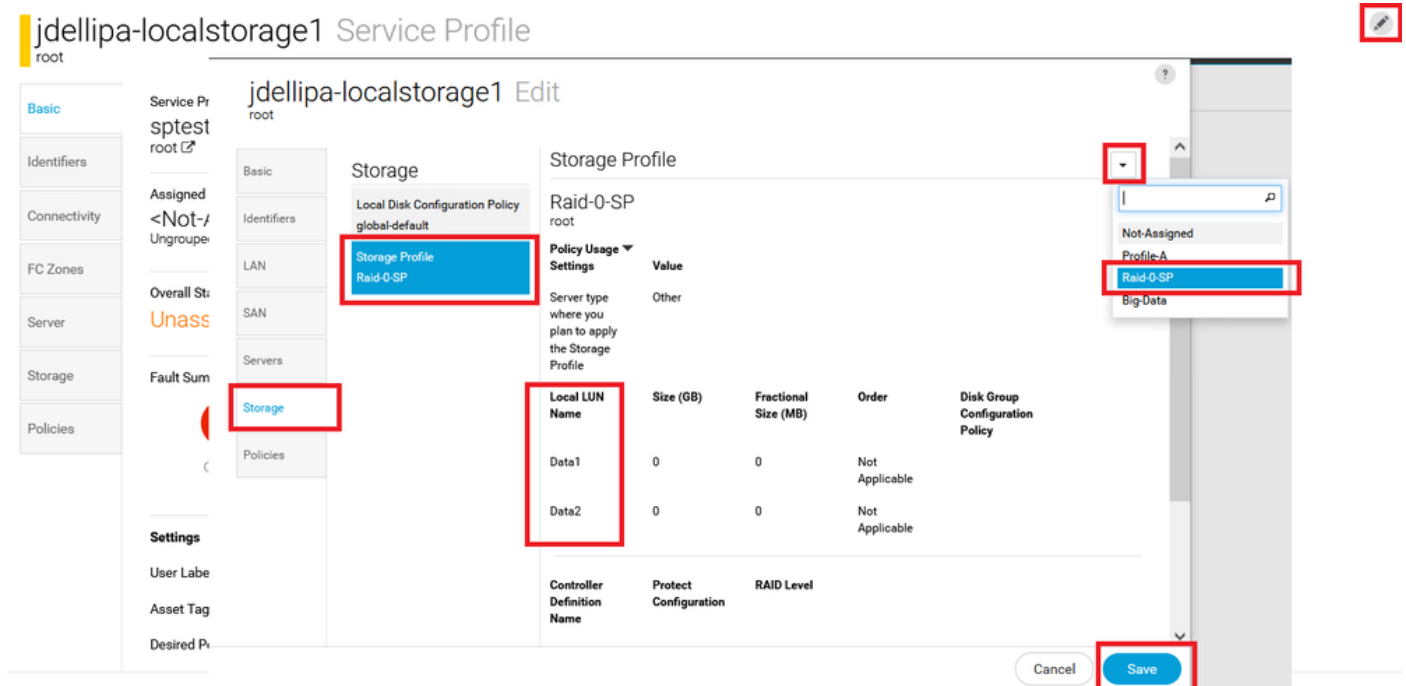 jdellipa-localstorage1 Service Profile
root
Basic
Identifiers
Connectivity
FC Zones
Server
Storage
Policies
Service Pr
sptest
root
Assigned
<Not-A
Ungroupe
Overall Sta
Unass
Fault Sum
Settings
User Labe
Asset Tag
Desired P
jdellipa-localstorage1 Edit
root
?
Basic
Identifiers
LAN
SAN
Servers
Storage
Policies
Storage
Local Disk Configuration Policy
global-default
Storage Profile
Raid-0-SP
Storage Profile
Raid-0-SP
root
Policy Usage
Settings Value
Server type Other
where you
plan to apply
the Storage
Profile
Local LUN Size (GB) Fractional Order Disk Group
Name Size (MB) Configuration
Policy
Data1 0 0 Not
Applicable
Data2 0 0 Not
Applicable
Controller Protect RAID Level
Definition Configuration
Name
Not-Assigned
Profile-A
Raid-0-SP
Big-Data
Cancel Save